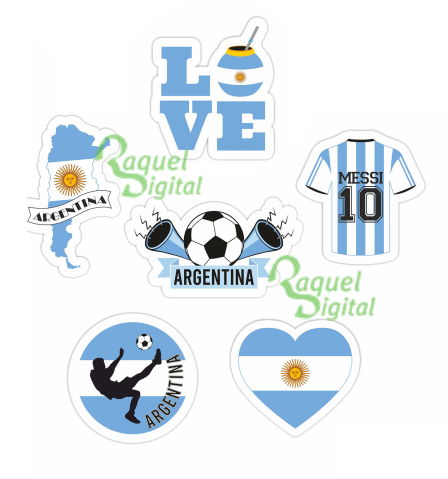 LOVE
ARGENTINA
Raquel
Digital
MESSI
10
ARGENTINA
Raquel
Digital
ARGENTINA